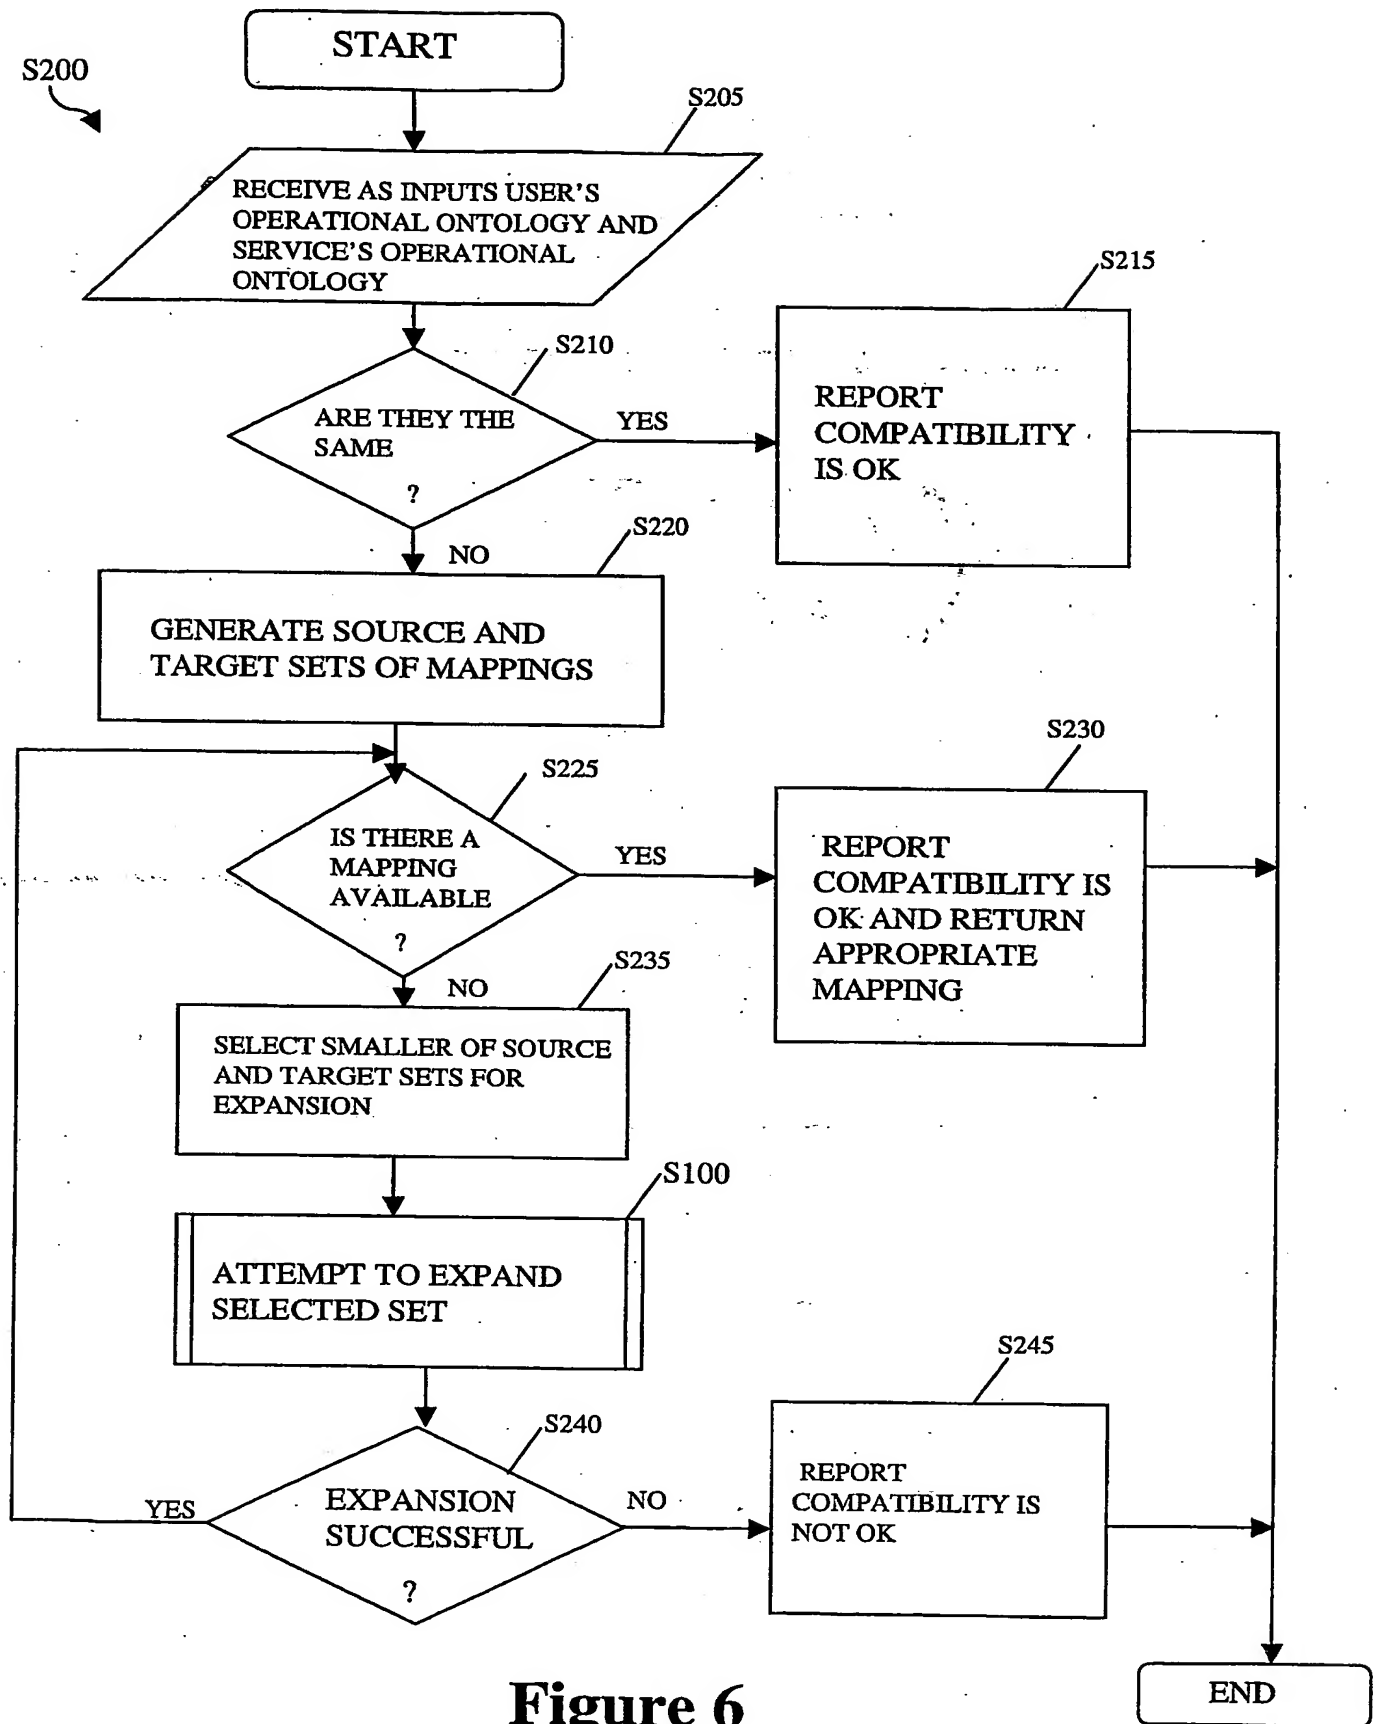 START
S200
S205
RECEIVE AS INPUTS USER'S
OPERATIONAL ONTOLOGY AND
SERVICE'S OPERATIONAL
ONTOLOGY
S215
S210
ARE THEY THE
SAME
?
YES
REPORT
COMPATIBILITY
IS OK
NO
S220
GENERATE SOURCE AND
TARGET SETS OF MAPPINGS
S230
S225
IS THERE A
MAPPING
AVAILABLE
?
YES
REPORT
COMPATIBILITY IS
OK AND RETURN
APPROPRIATE
MAPPING
NO
S235
SELECT SMALLER OF SOURCE
AND TARGET SETS FOR
EXPANSION
S100
ATTEMPT TO EXPAND
SELECTED SET
S245
S240
YES
EXPANSION
SUCCESSFUL
?
NO
REPORT
COMPATIBILITY IS
NOT OK
END
Figure 6